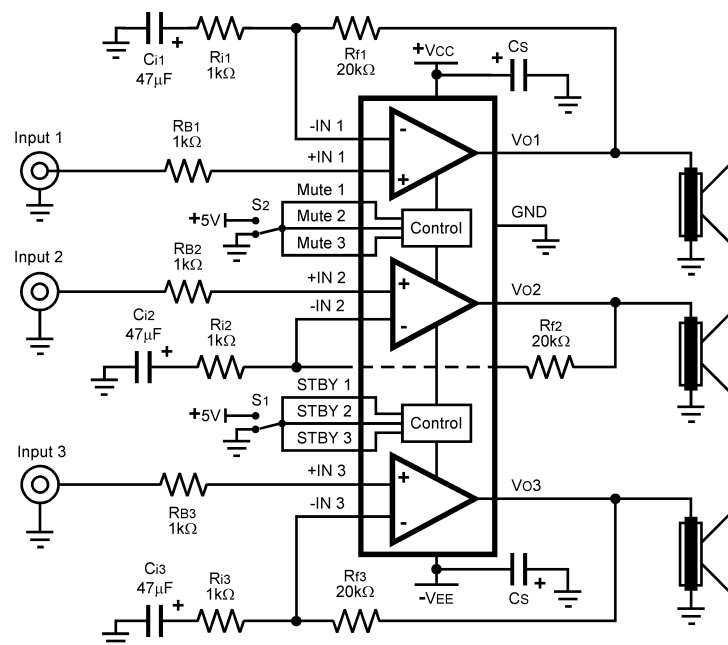 Ci1
47µF
Ri1
1kΩ
Rf1
20kΩ
+VCC
CS
+
+
Input 1
RB1
1kΩ
-IN 1
+IN 1
-
+
VO1
Mute 1
Mute 2
Mute 3
S2
+5V
Control
GND
Input 2
RB2
1kΩ
+IN 2
-IN 2
+
-
VO2
Ci2
47µF
+
Ri2
1kΩ
Rf2
20kΩ
STBY 1
STBY 2
STBY 3
S1
+5V
Control
Input 3
RB3
1kΩ
+IN 3
-IN 3
+
-
VO3
Ci3
47µF
+
Ri3
1kΩ
Rf3
20kΩ
-VEE
CS
+